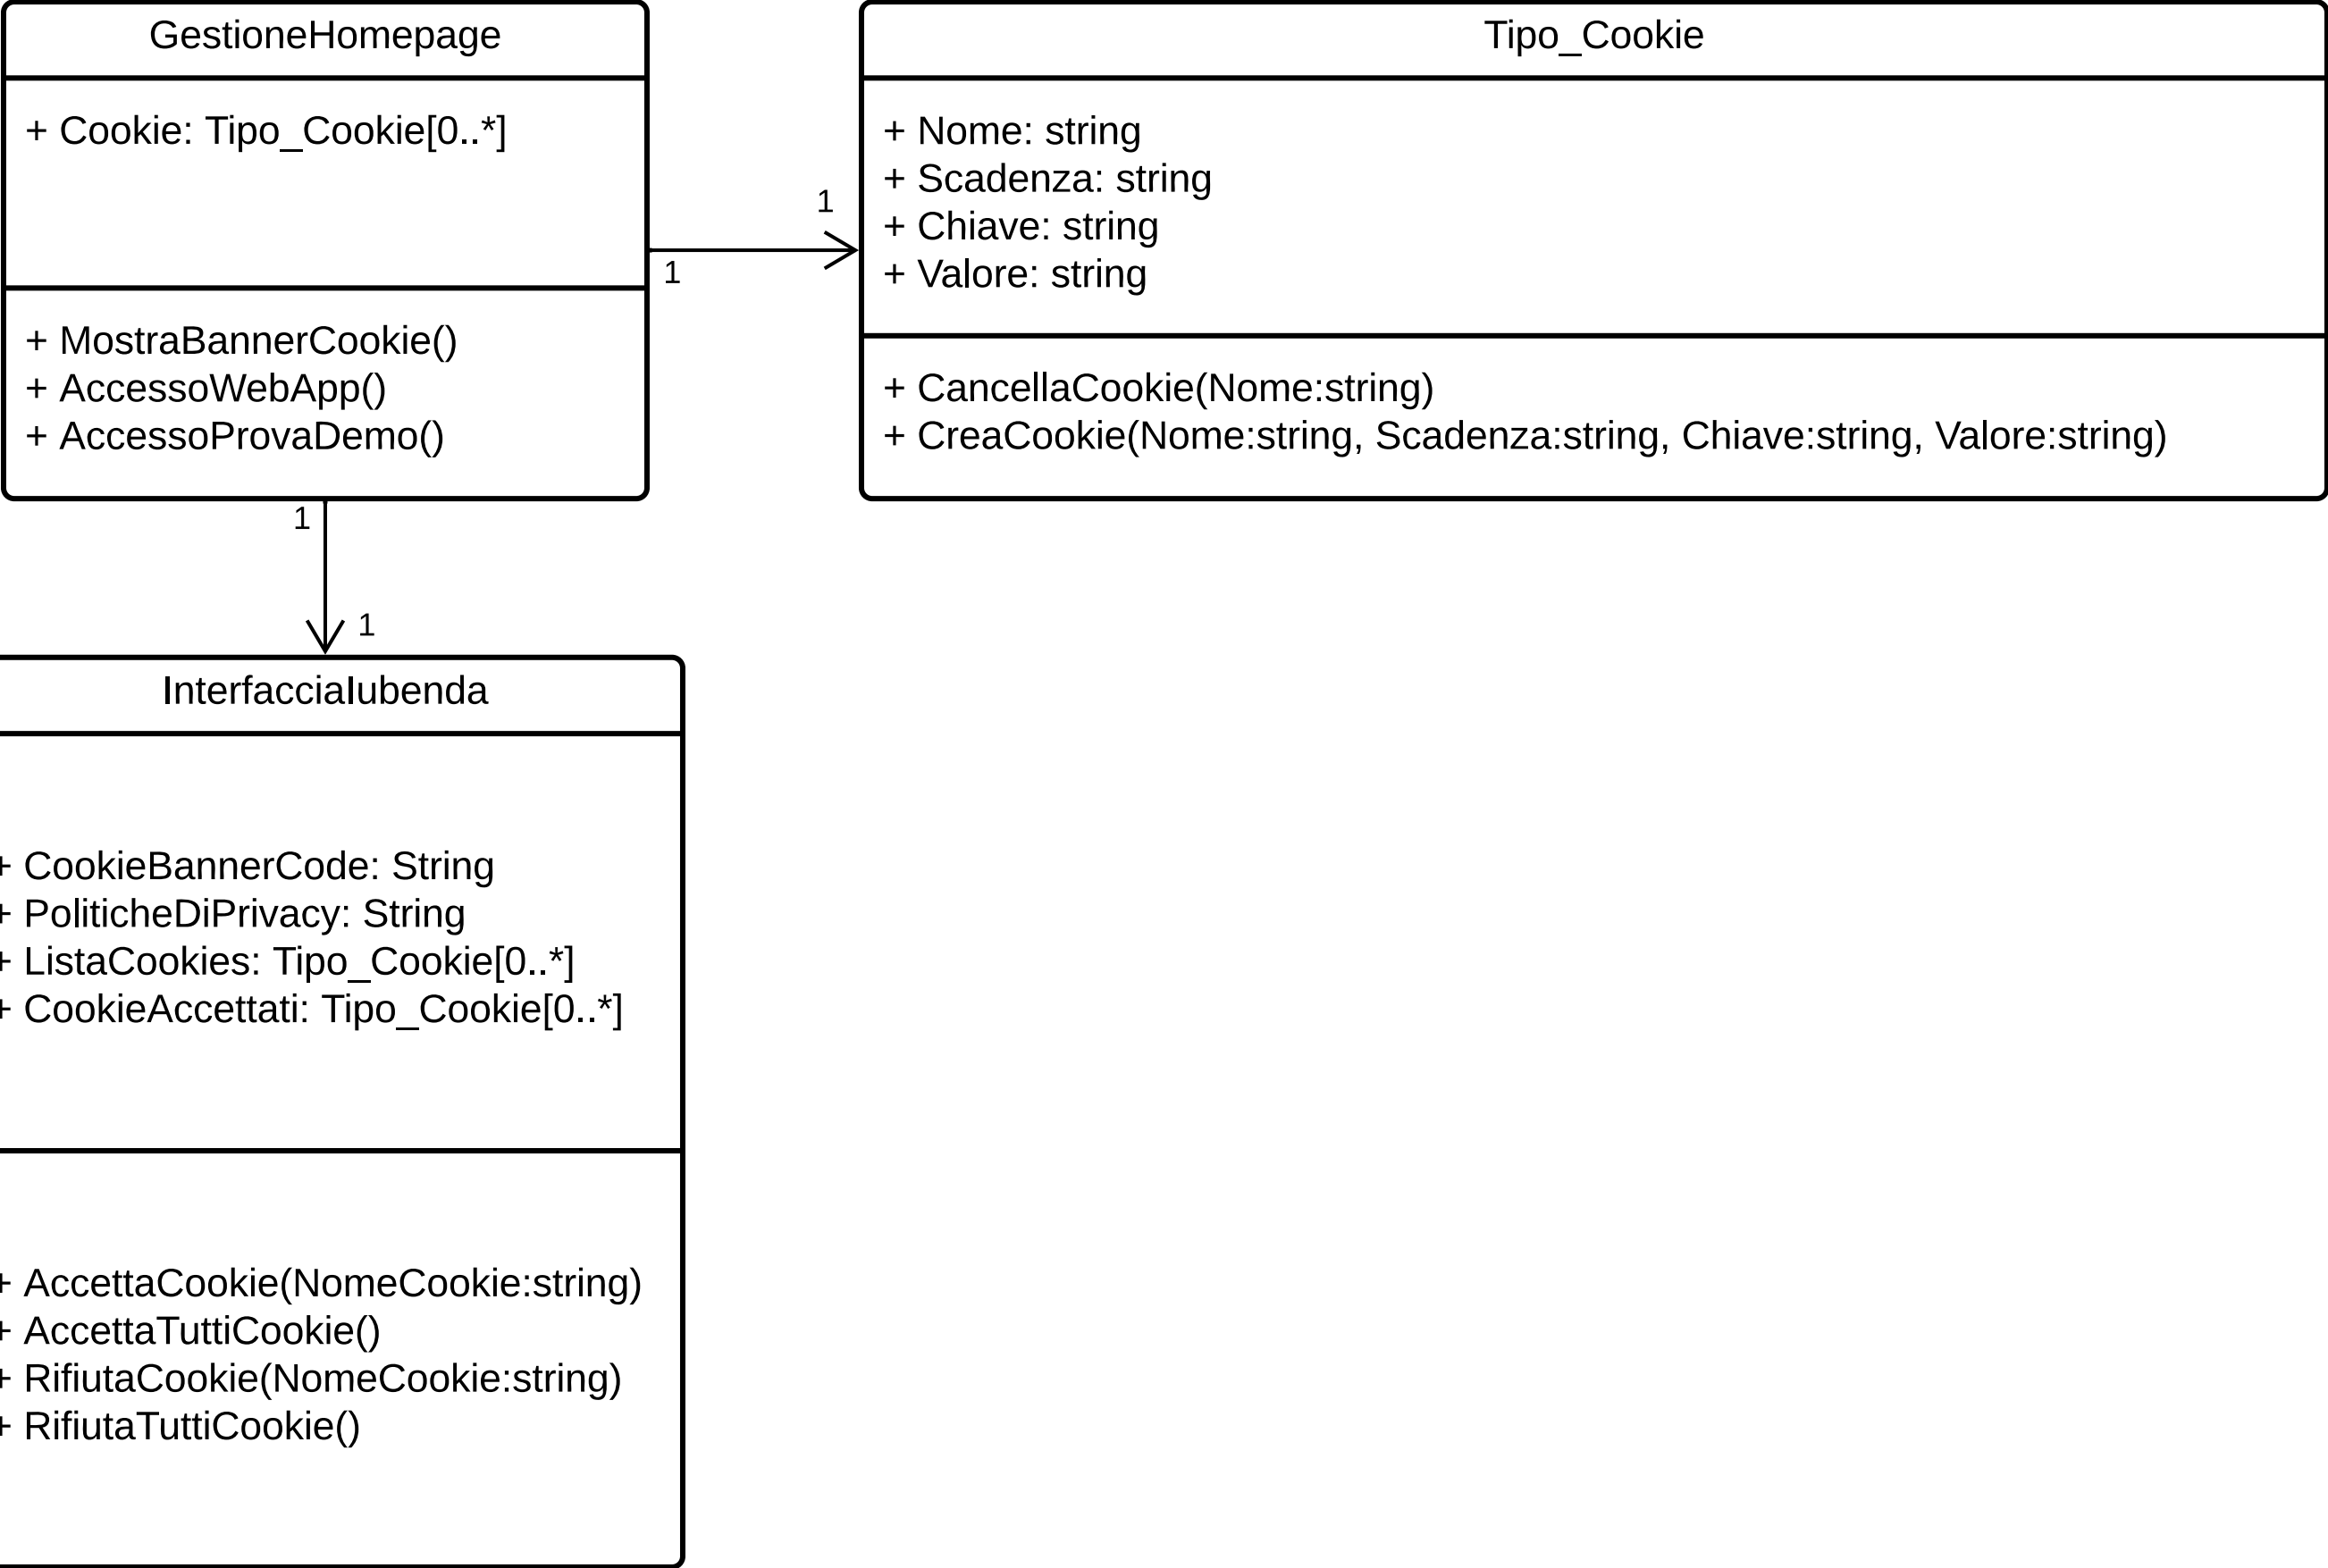 GestioneHomepage
+ Cookie: Tipo_Cookie[0..*]
+ MostraBannerCookie()
+ AccessoWebApp()
+ AccessoProvaDemo()
1
1
Tipo_Cookie
+ Nome: string
+ Scadenza: string
+ Chiave: string
+ Valore: string
+ CancellaCookie(Nome:string)
+ CreaCookie(Nome:string, Scadenza:string, Chiave:string, Valore:string)
1
1
InterfacciaIubenda
+ CookieBannerCode: String
+ PoliticheDiPrivacy: String
+ ListaCookies: Tipo_Cookie[0..*]
+ CookieAccettati: Tipo_Cookie[0..*]
+ AccettaCookie(NomeCookie:string)
+ AccettaTuttiCookie()
+ RifiutaCookie(NomeCookie:string)
+ RifiutaTuttiCookie()